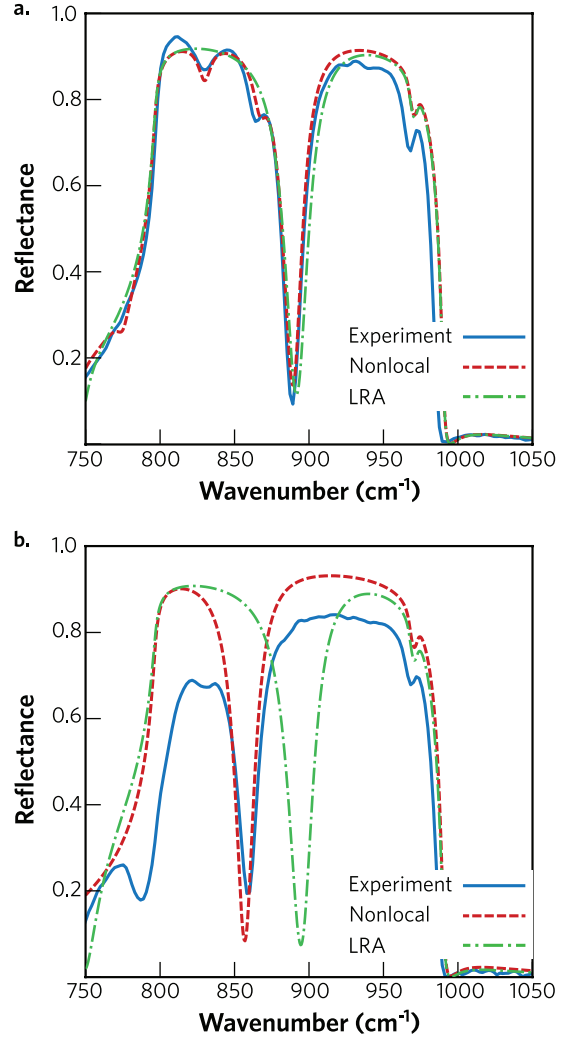 a.
1.0
0.8
0.6
0.4
0.2
Reflectance
Experiment
Nonlocal
LRA
750 800 850 900 950 1000 1050
Wavenumber (cm⁻¹)
b.
1.0
0.8
0.6
0.4
0.2
Reflectance
Experiment
Nonlocal
LRA
750 800 850 900 950 1000 1050
Wavenumber (cm⁻¹)